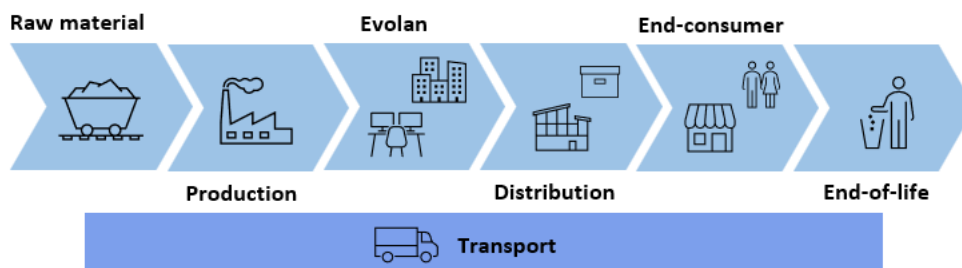 Raw material
Evolan
End-consumer
Production
Distribution
End-of-life
Transport